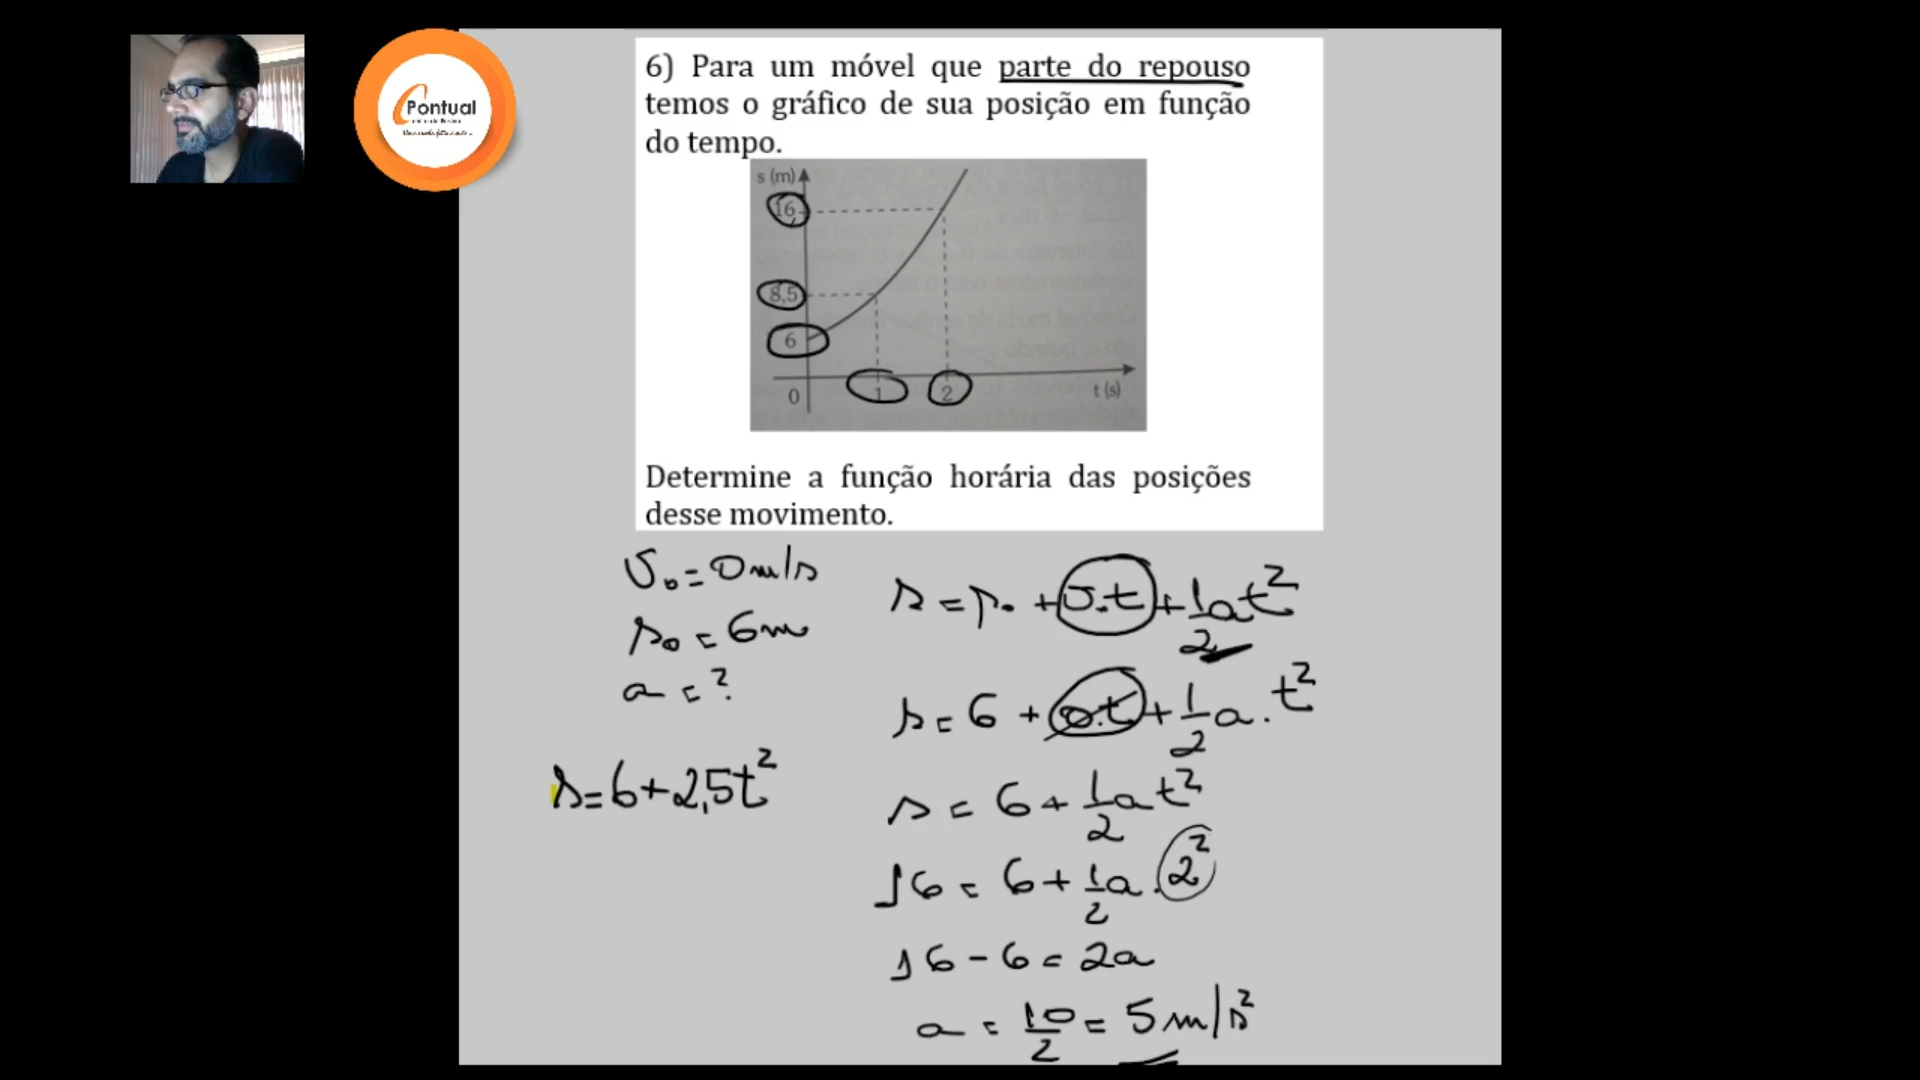 Pontual
6) Para um móvel que parte do repouso
temos o gráfico de sua posição em função
do tempo.
s (m)
16
8,5
6
0
1
2
t (s)
Determine a função horária das posições
desse movimento.
v₀ = 0 m/s
s₀ = 6 m
a = ?
s = 6 + 2,5t²
s = s₀ + v₀.t + 1/2 at²
s = 6 + 0.t + 1/2 a . t²
s = 6 + 1/2 at²
16 = 6 + 1/2 a . 2²
16 - 6 = 2a
a = 10/2 = 5 m/s²